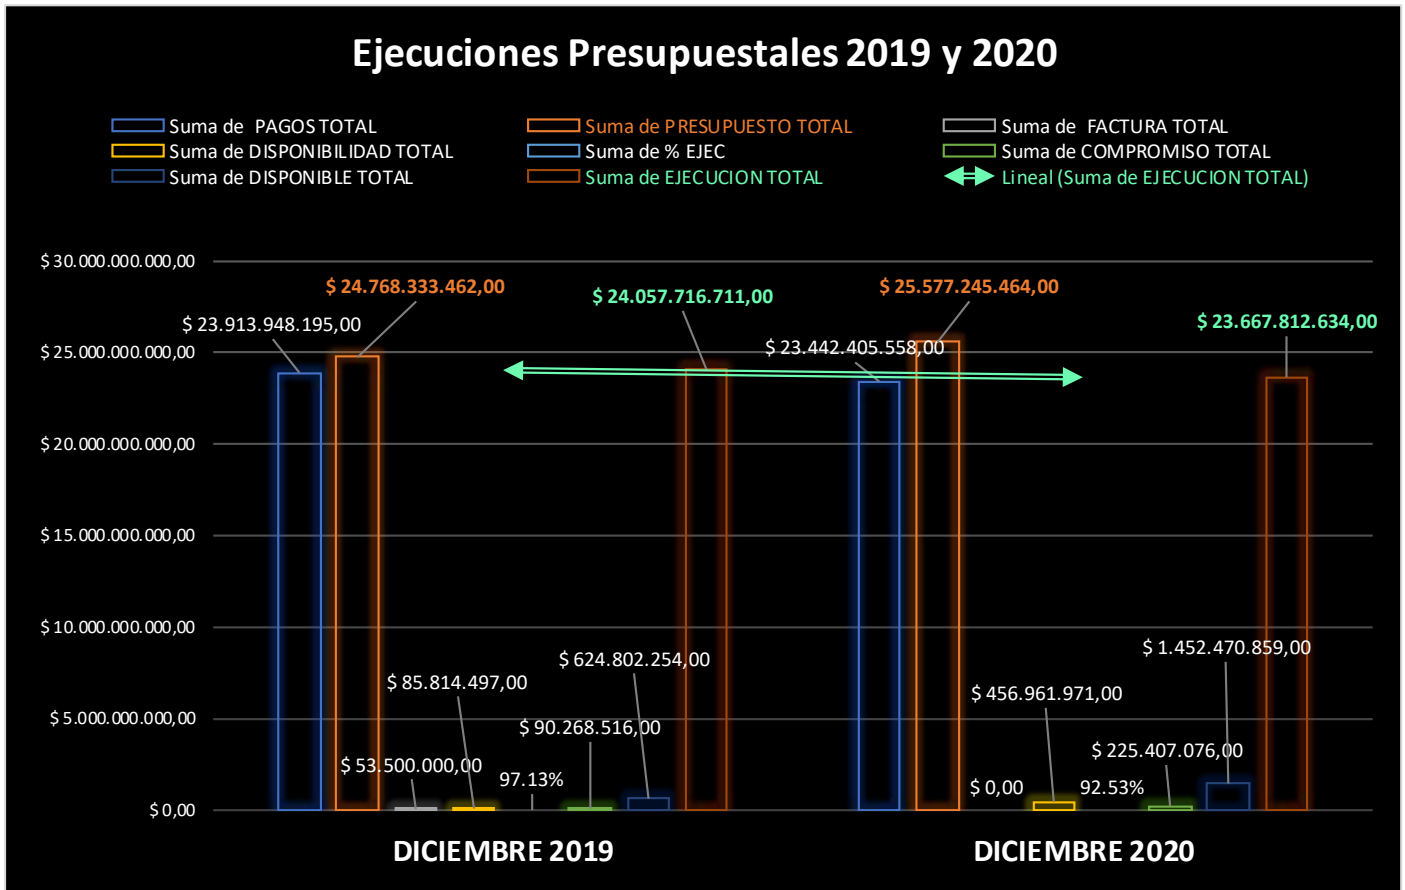 Ejecuciones Presupuestales 2019 y 2020
Suma de PAGOS TOTAL
Suma de PRESUPUESTO TOTAL
Suma de FACTURA TOTAL
Suma de DISPONIBILIDAD TOTAL
Suma de % EJEC
Suma de COMPROMISO TOTAL
Suma de DISPONIBLE TOTAL
Suma de EJECUCION TOTAL
Lineal (Suma de EJECUCION TOTAL)
$ 30.000.000.000,00
$ 25.000.000.000,00
$ 20.000.000.000,00
$ 15.000.000.000,00
$ 10.000.000.000,00
$ 5.000.000.000,00
$ 0,00
$ 23.913.948.195,00
$ 24.768.333.462,00
$ 53.500.000,00
$ 85.814.497,00
97.13%
$ 90.268.516,00
$ 624.802.254,00
$ 24.057.716.711,00
$ 23.442.405.558,00
$ 25.577.245.464,00
$ 0,00
$ 456.961.971,00
92.53%
$ 225.407.076,00
$ 1.452.470.859,00
$ 23.667.812.634,00
DICIEMBRE 2019
DICIEMBRE 2020